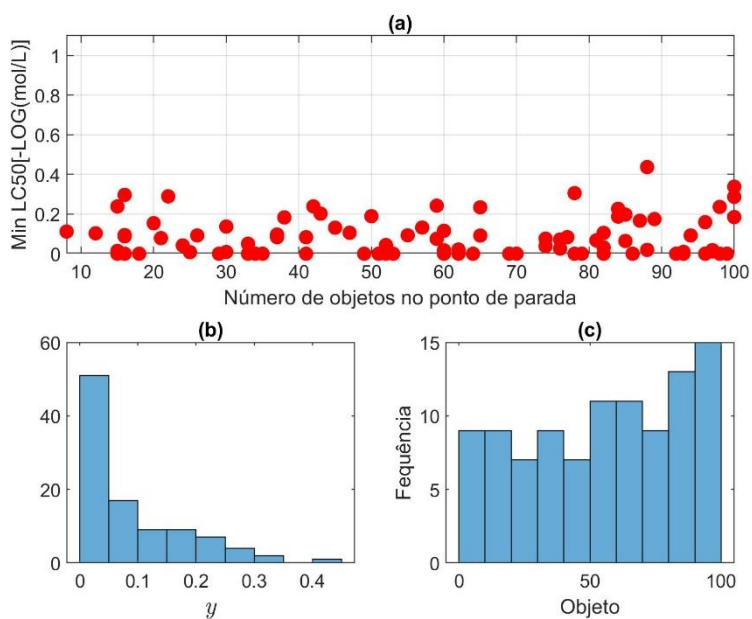 (a)
Min LC50[-LOG(mol/L)]
1
0.8
0.6
0.4
0.2
0
10 20 30 40 50 60 70 80 90 100
Número de objetos no ponto de parada
(b)
60
40
20
0
0 0.1 0.2 0.3 0.4
y
(c)
Fequência
15
10
5
0
0 50 100
Objeto